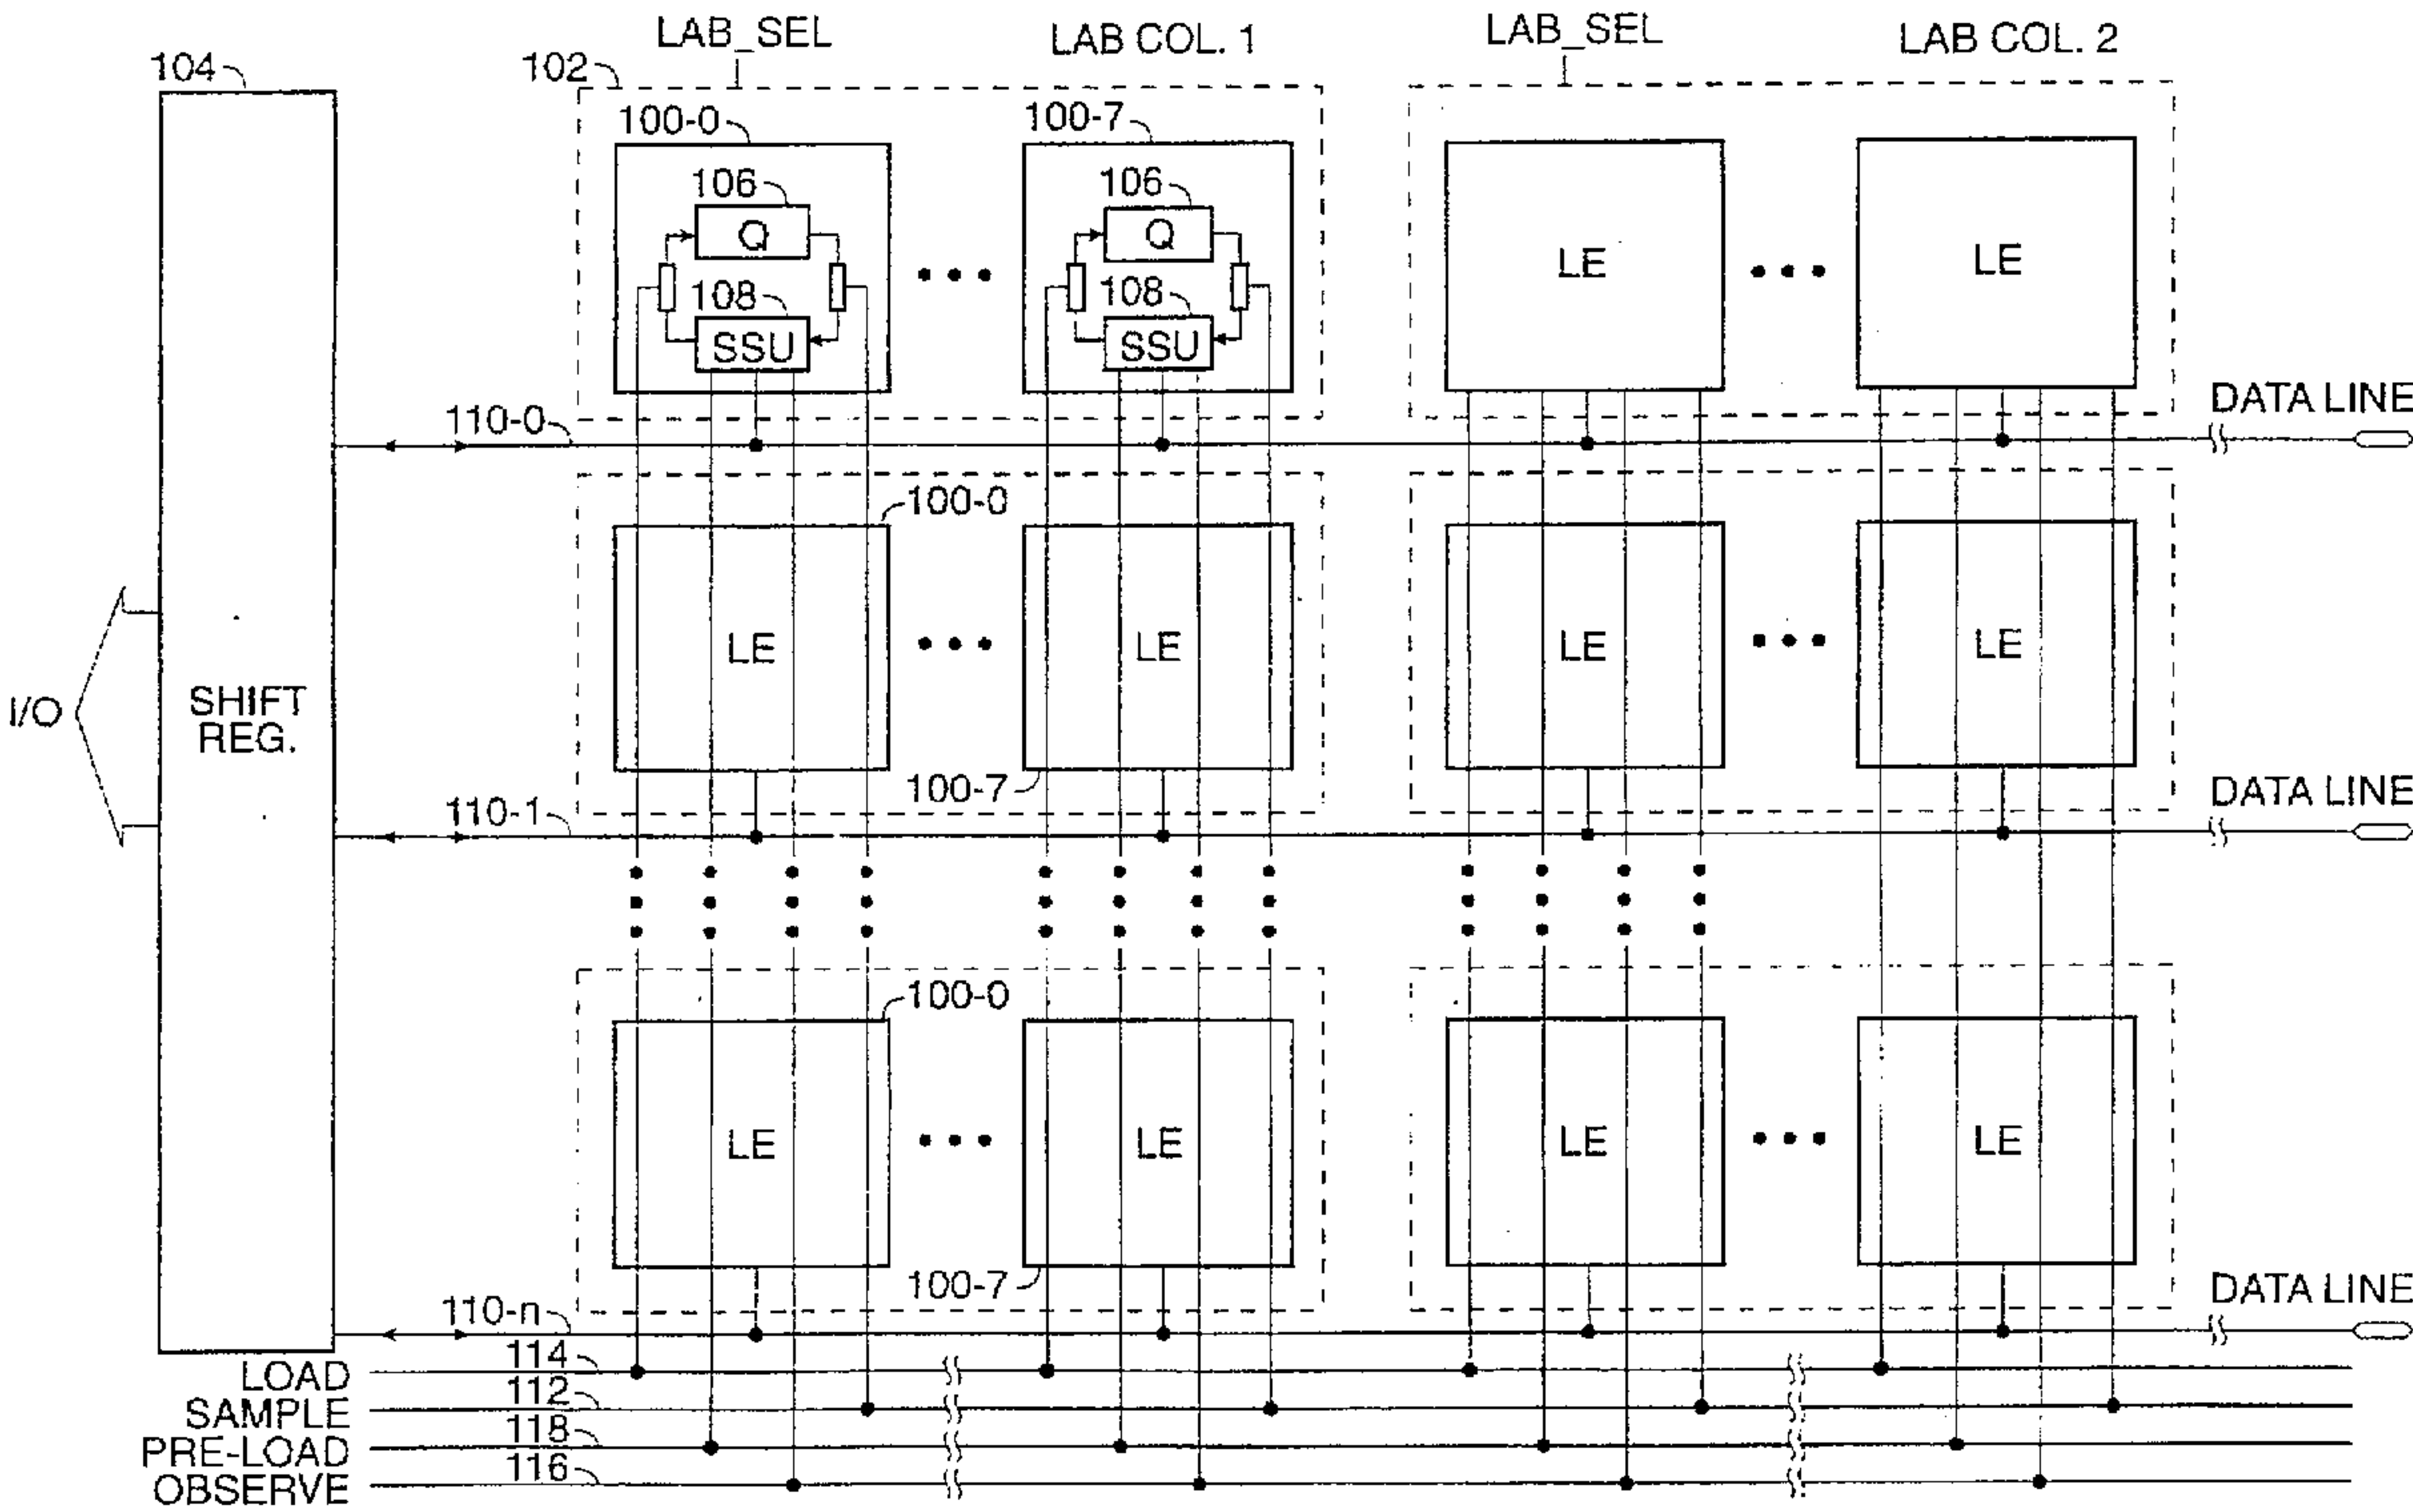 LAB_SEL
LAB COL. 1
LAB_SEL
LAB COL. 2
104
102
100-0
100-7
106
106
Q
Q
LE
LE
108
108
SSU
SSU
DATA LINE
110-0
100-0
LE
LE
LE
LE
I/O
SHIFT
REG.
100-7
DATA LINE
110-1
100-0
LE
LE
LE
LE
100-7
DATA LINE
110-n
LOAD
114
SAMPLE
112
PRE-LOAD
118
OBSERVE
116